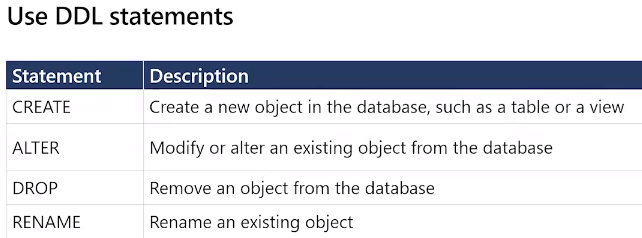 Use DDL statements
Statement Description
CREATE Create a new object in the database, such as a table or a view
ALTER Modify or alter an existing object from the database
DROP Remove an object from the database
RENAME Rename an existing object